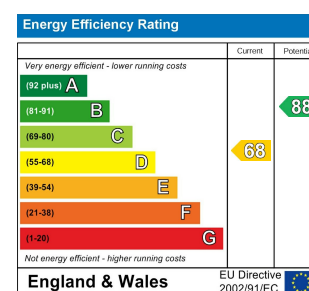 Energy Efficiency Rating
Current
Potentia
Very energy efficient - lower running costs
(92 plus) A
(81-91) B
(69-80) C
(55-68) D
(39-54) E
(21-38) F
(1-20) G
68
88
Not energy efficient - higher running costs
England & Wales
EU Directive
2002/91/EC